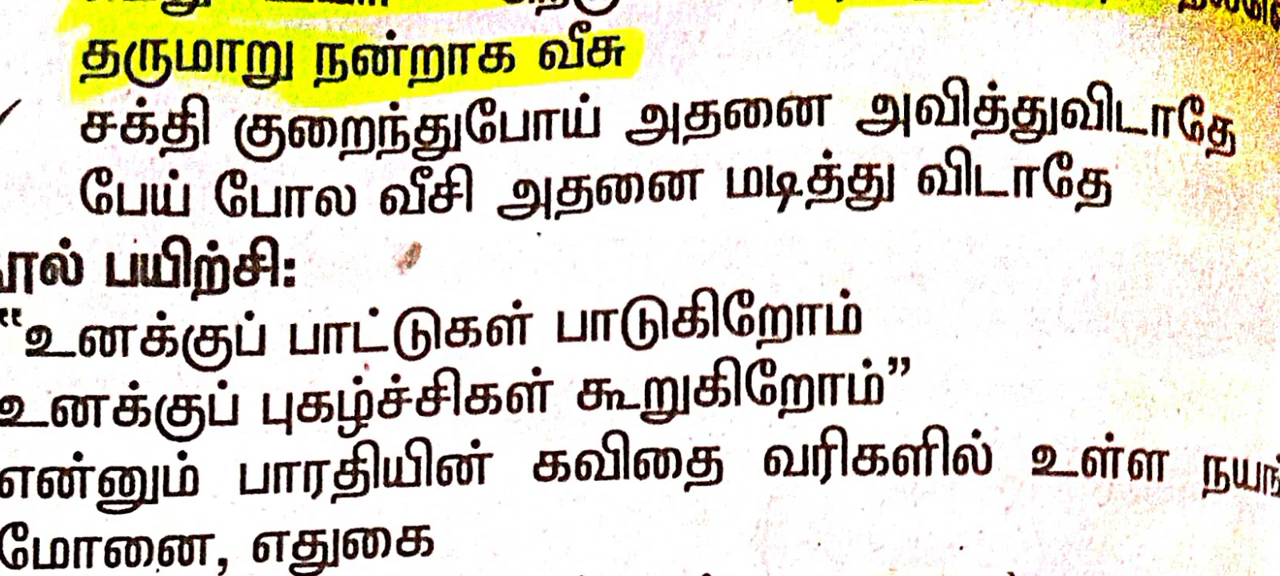 தருமாறு நன்றாக வீசு
சக்தி குறைந்துபோய் அதனை அவித்துவிடாதே
பேய் போல வீசி அதனை மடித்து விடாதே
பயிற்சி:
"உனக்குப் பாட்டுகள் பாடுகிறோம்
உனக்குப் புகழ்ச்சிகள் கூறுகிறோம்"
என்னும் பாரதியின் கவிதை வரிகளில் உள்ள
மோனை, எதுகை